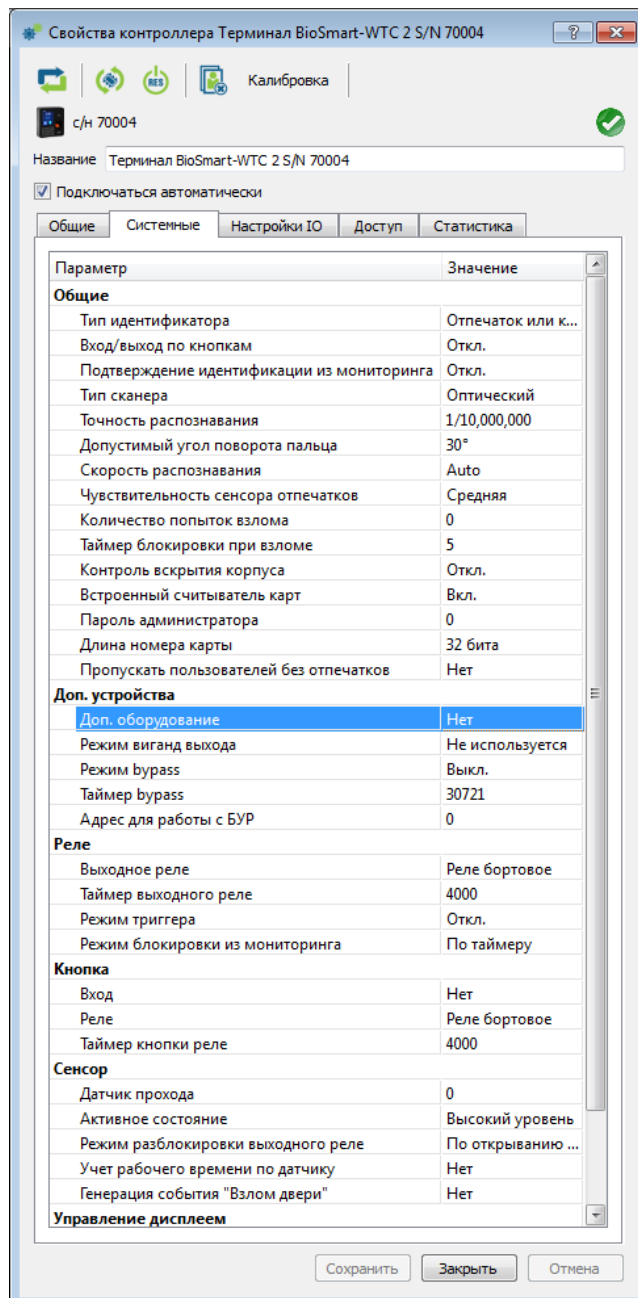 Свойства контроллера Терминал BioSmart-WTC 2 S/N 70004
RES
Калибровка
с/н 70004
Название Терминал BioSmart-WTC 2 S/N 70004
Подключаться автоматически
Общие Системные Настройки IO Доступ Статистика
Параметр Значение
Общие
Тип идентификатора Отпечаток или к...
Вход/выход по кнопкам Откл.
Подтверждение идентификации из мониторинга Откл.
Тип сканера Оптический
Точность распознавания 1/10,000,000
Допустимый угол поворота пальца 30°
Скорость распознавания Auto
Чувствительность сенсора отпечатков Средняя
Количество попыток взлома 0
Таймер блокировки при взломе 5
Контроль вскрытия корпуса Откл.
Встроенный считыватель карт Вкл.
Пароль администратора 0
Длина номера карты 32 бита
Пропускать пользователей без отпечатков Нет
Доп. устройства
Доп. оборудование Нет
Режим виганд выхода Не используется
Режим bypass Выкл.
Таймер bypass 30721
Адрес для работы с БУР 0
Реле
Выходное реле Реле бортовое
Таймер выходного реле 4000
Режим триггера Откл.
Режим блокировки из мониторинга По таймеру
Кнопка
Вход Нет
Реле Реле бортовое
Таймер кнопки реле 4000
Сенсор
Датчик прохода 0
Активное состояние Высокий уровень
Режим разблокировки выходного реле По открыванию ...
Учет рабочего времени по датчику Нет
Генерация события "Взлом двери" Нет
Управление дисплеем
Сохранить Закрыть Отмена